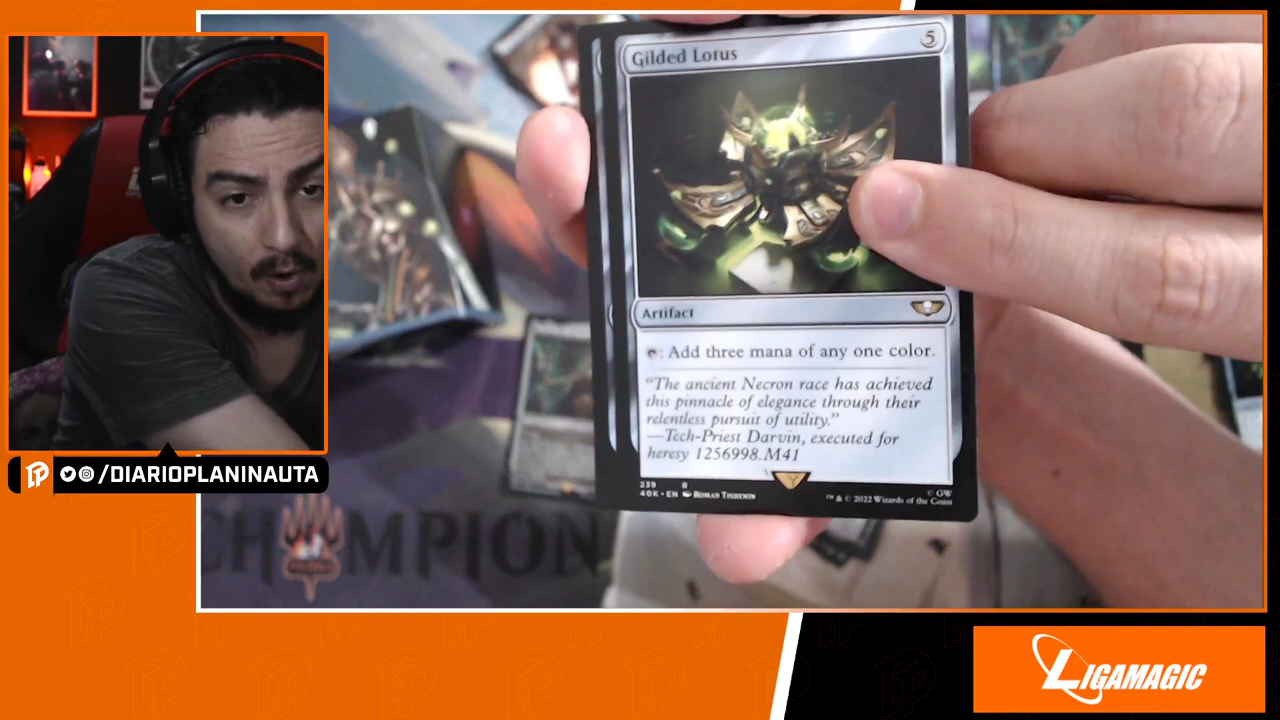 Gilded Lotus
5
Artifact
: Add three mana of any one color.
"The ancient Necron race has achieved
this pinnacle of elegance through their
relentless pursuit of utility."
—Tech-Priest Darvin, executed for
heresy 1256998.M41
239 R
40K • EN Roman Tishenin
© GW
™ & © 2022 Wizards of the Coast
/DIARIOPLANINAUTA
CHAMPION
LIGAMAGIC